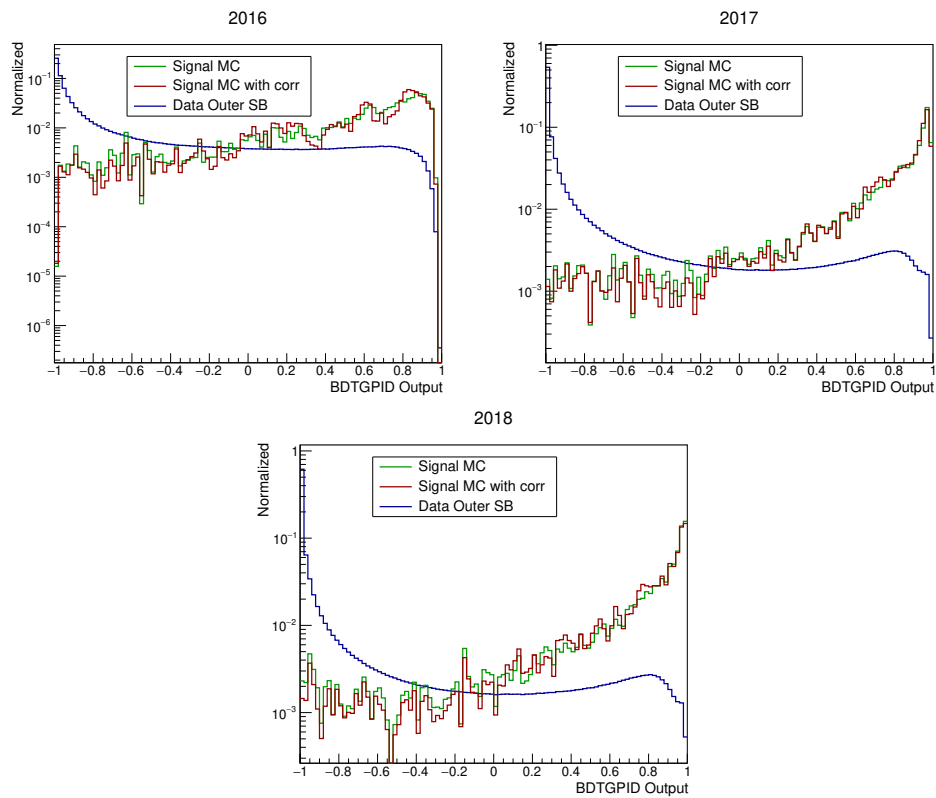 2016
Normalized
10⁻¹
10⁻²
10⁻³
10⁻⁴
10⁻⁵
10⁻⁶
Signal MC
Signal MC with corr
Data Outer SB
−1 −0.8 −0.6 −0.4 −0.2 0 0.2 0.4 0.6 0.8 1
BDTGPID Output
2017
Normalized
1
10⁻¹
10⁻²
10⁻³
Signal MC
Signal MC with corr
Data Outer SB
−1 −0.8 −0.6 −0.4 −0.2 0 0.2 0.4 0.6 0.8 1
BDTGPID Output
2018
Normalized
1
10⁻¹
10⁻²
10⁻³
Signal MC
Signal MC with corr
Data Outer SB
−1 −0.8 −0.6 −0.4 −0.2 0 0.2 0.4 0.6 0.8 1
BDTGPID Output